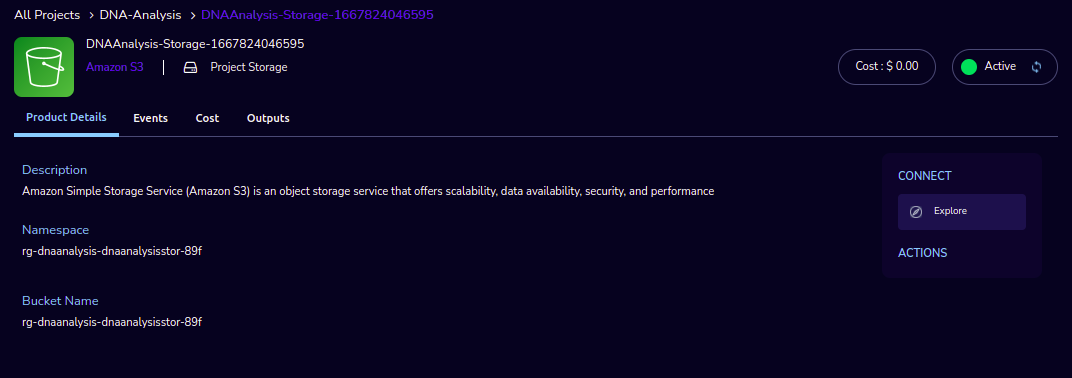 All Projects > DNA-Analysis > DNAAnalysis-Storage-1667824046595
DNAAnalysis-Storage-1667824046595
Amazon S3 | Project Storage
Cost : $ 0.00
Active
Product Details
Events
Cost
Outputs
Description
Amazon Simple Storage Service (Amazon S3) is an object storage service that offers scalability, data availability, security, and performance
Namespace
rg-dnaanalysis-dnaanalysisstor-89f
Bucket Name
rg-dnaanalysis-dnaanalysisstor-89f
CONNECT
Explore
ACTIONS